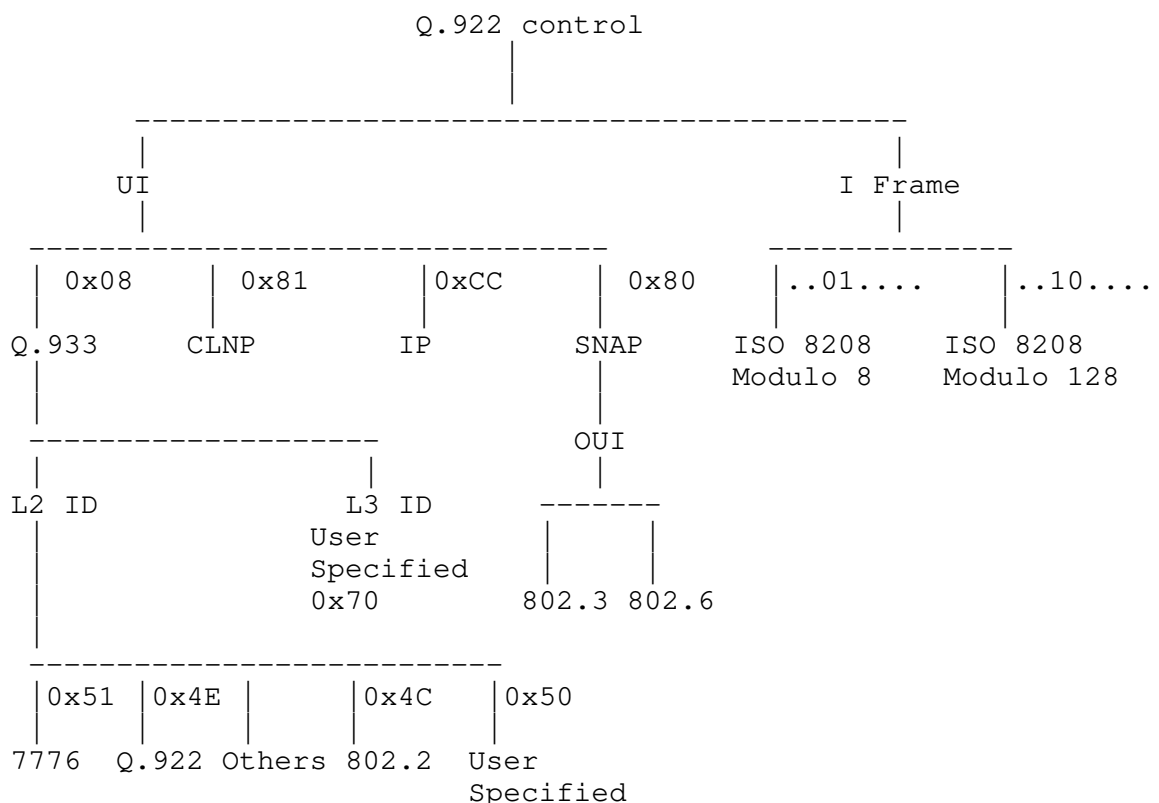 Q.922 control
UI I Frame
0x08 0x81 0xCC 0x80 ..01.... ..10....
Q.933 CLNP IP SNAP ISO 8208 ISO 8208
Modulo 8 Modulo 128
OUI
L2 ID L3 ID
User
Specified
0x70 802.3 802.6
0x51 0x4E 0x4C 0x50
7776 Q.922 Others 802.2 User
Specified